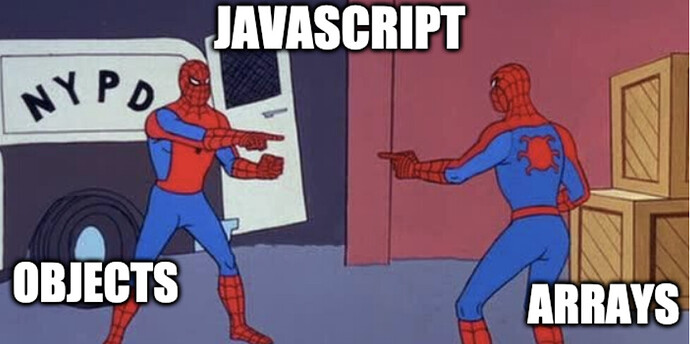 JAVASCRIPT
NYPD
OBJECTS
ARRAYS